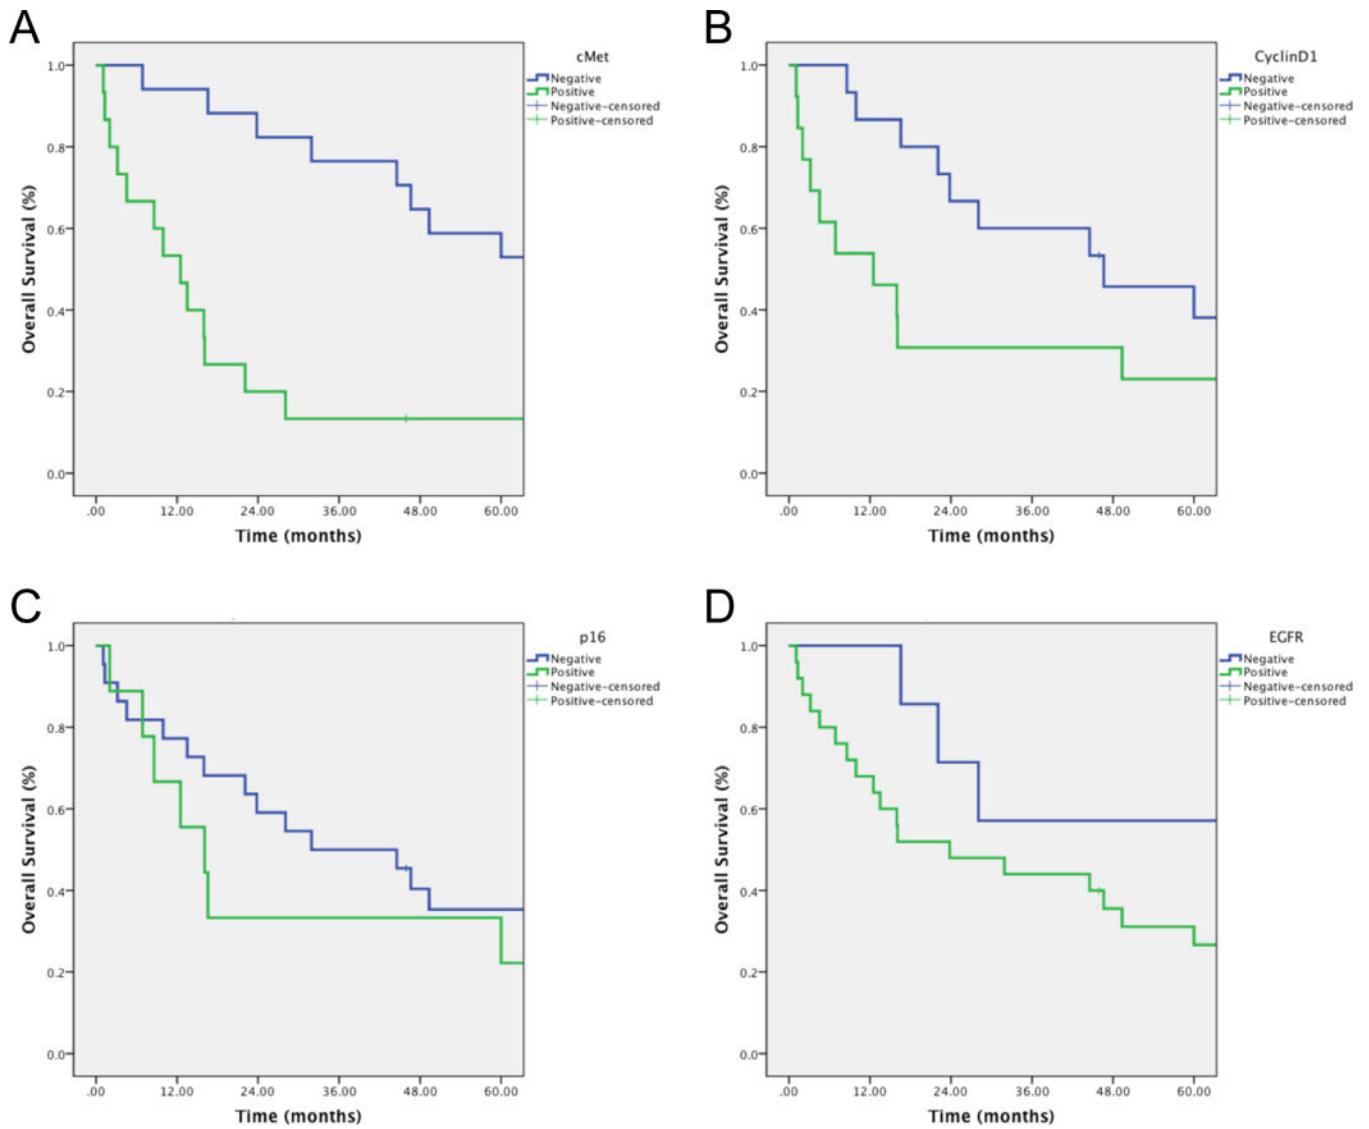 A
cMet
Negative
Positive
Negative-censored
Positive-censored
Overall Survival (%)
1.0
0.8
0.6
0.4
0.2
0.0
.00 12.00 24.00 36.00 48.00 60.00
Time (months)
B
CyclinD1
Negative
Positive
Negative-censored
Positive-censored
Overall Survival (%)
1.0
0.8
0.6
0.4
0.2
0.0
.00 12.00 24.00 36.00 48.00 60.00
Time (months)
C
p16
Negative
Positive
Negative-censored
Positive-censored
Overall Survival (%)
1.0
0.8
0.6
0.4
0.2
0.0
.00 12.00 24.00 36.00 48.00 60.00
Time (months)
D
EGFR
Negative
Positive
Negative-censored
Positive-censored
Overall Survival (%)
1.0
0.8
0.6
0.4
0.2
0.0
.00 12.00 24.00 36.00 48.00 60.00
Time (months)